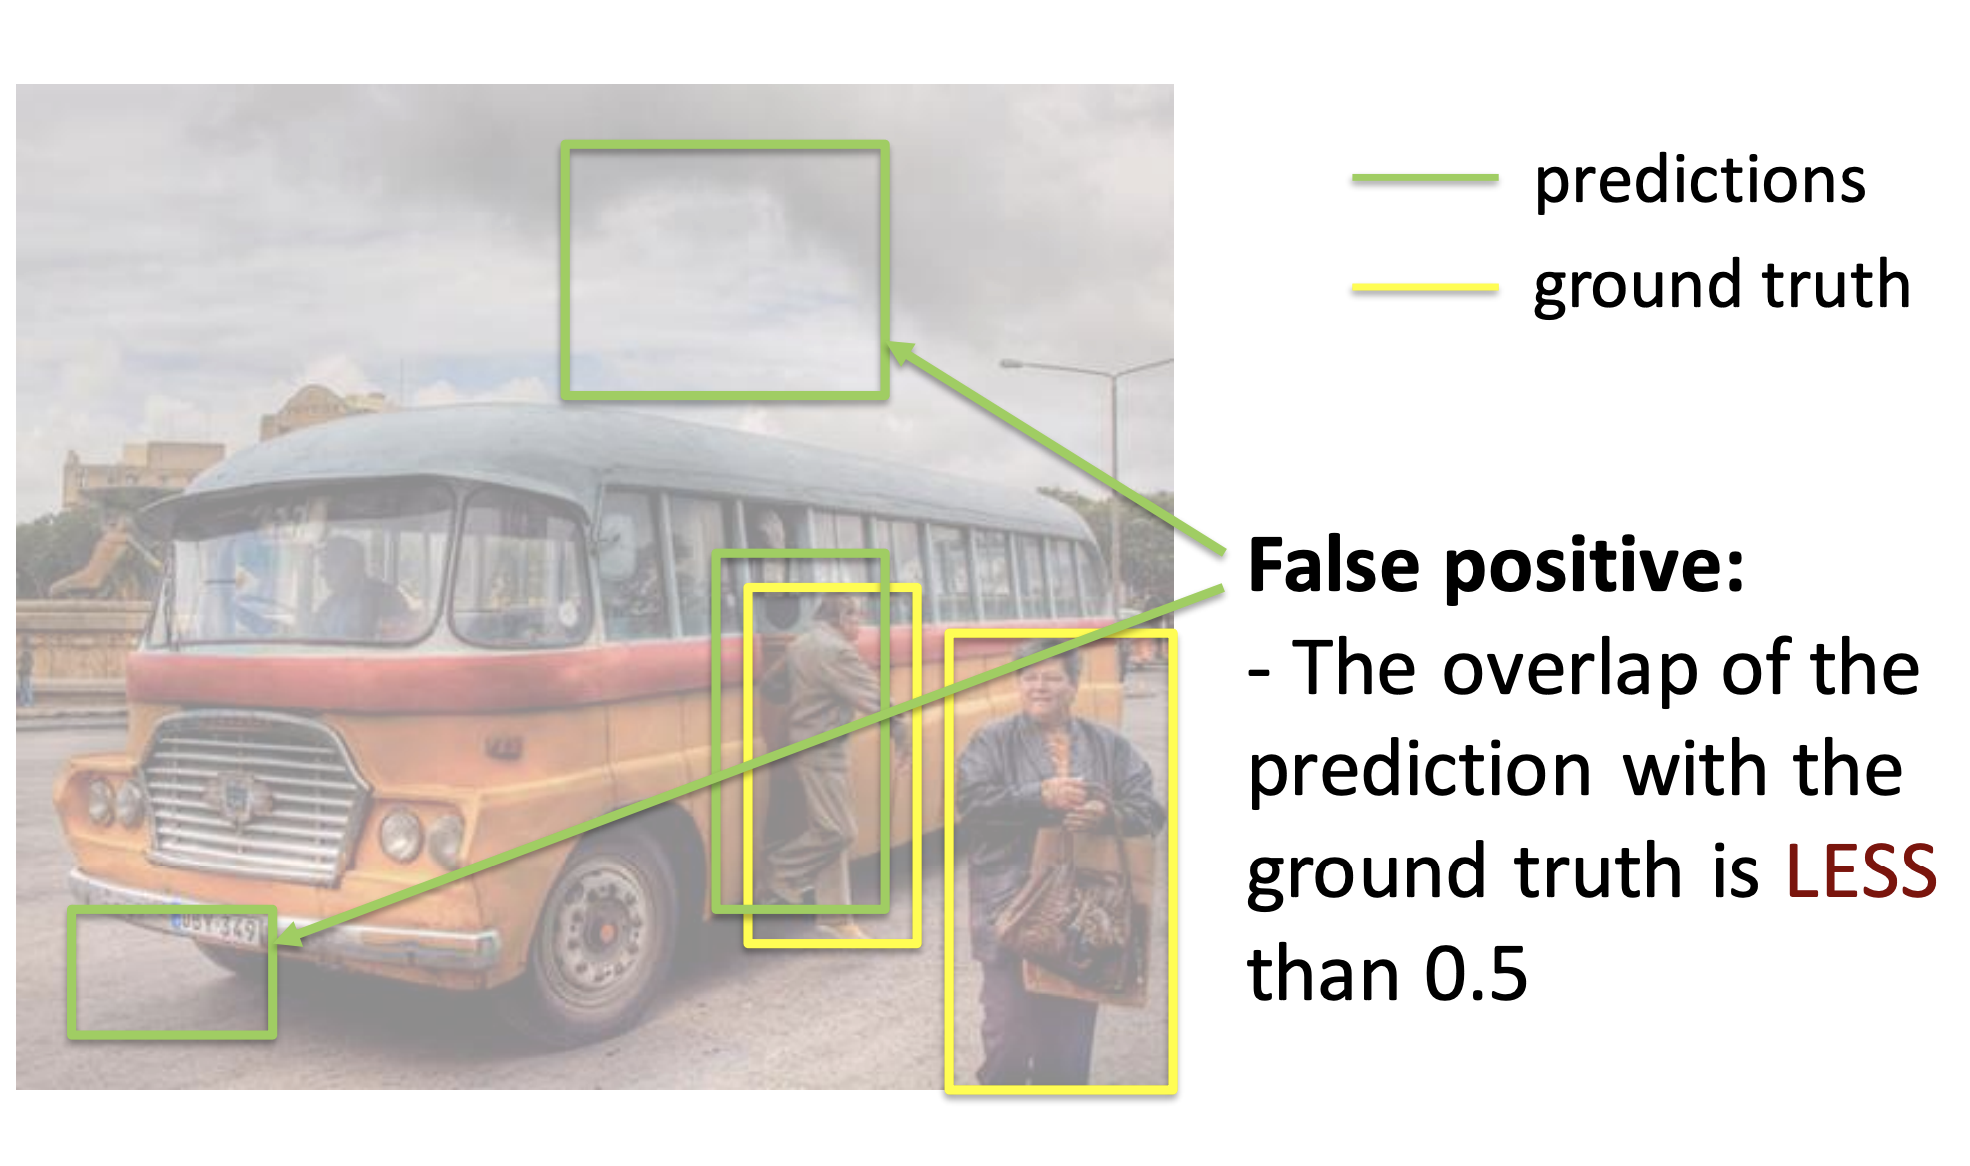 predictions
ground truth
False positive:
- The overlap of the
prediction with the
ground truth is LESS
than 0.5